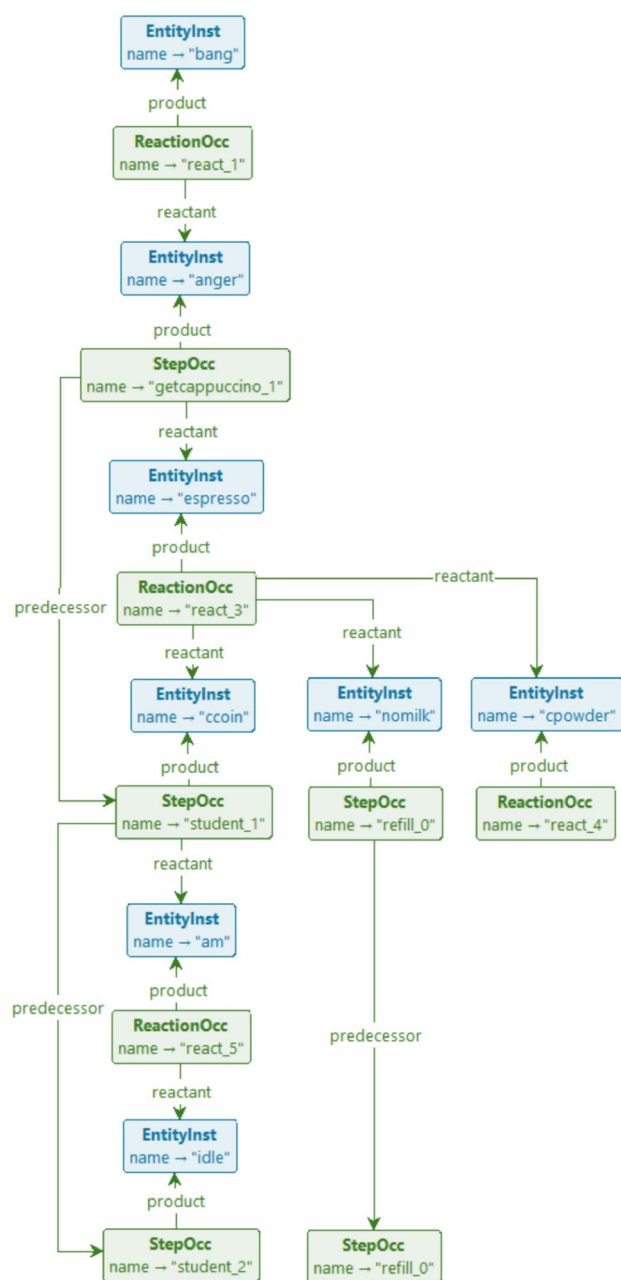 EntityInst
name → "bang"
product
ReactionOcc
name → "react_1"
reactant
EntityInst
name → "anger"
product
StepOcc
name → "getcappuccino_1"
reactant
EntityInst
name → "espresso"
product
ReactionOcc
name → "react_3"
reactant
predecessor
reactant
reactant
EntityInst
name → "ccoin"
EntityInst
name → "nomilk"
EntityInst
name → "cpowder"
product
product
product
StepOcc
name → "student_1"
StepOcc
name → "refill_0"
ReactionOcc
name → "react_4"
reactant
EntityInst
name → "am"
product
predecessor
ReactionOcc
name → "react_5"
predecessor
reactant
EntityInst
name → "idle"
product
StepOcc
name → "student_2"
StepOcc
name → "refill_0"